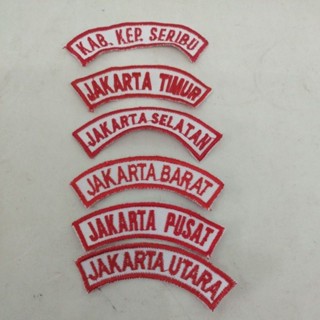 KAB. KEP. SERIBU
JAKARTA TIMUR
JAKARTA SELATAN
JAKARTA BARAT
JAKARTA PUSAT
JAKARTA UTARA